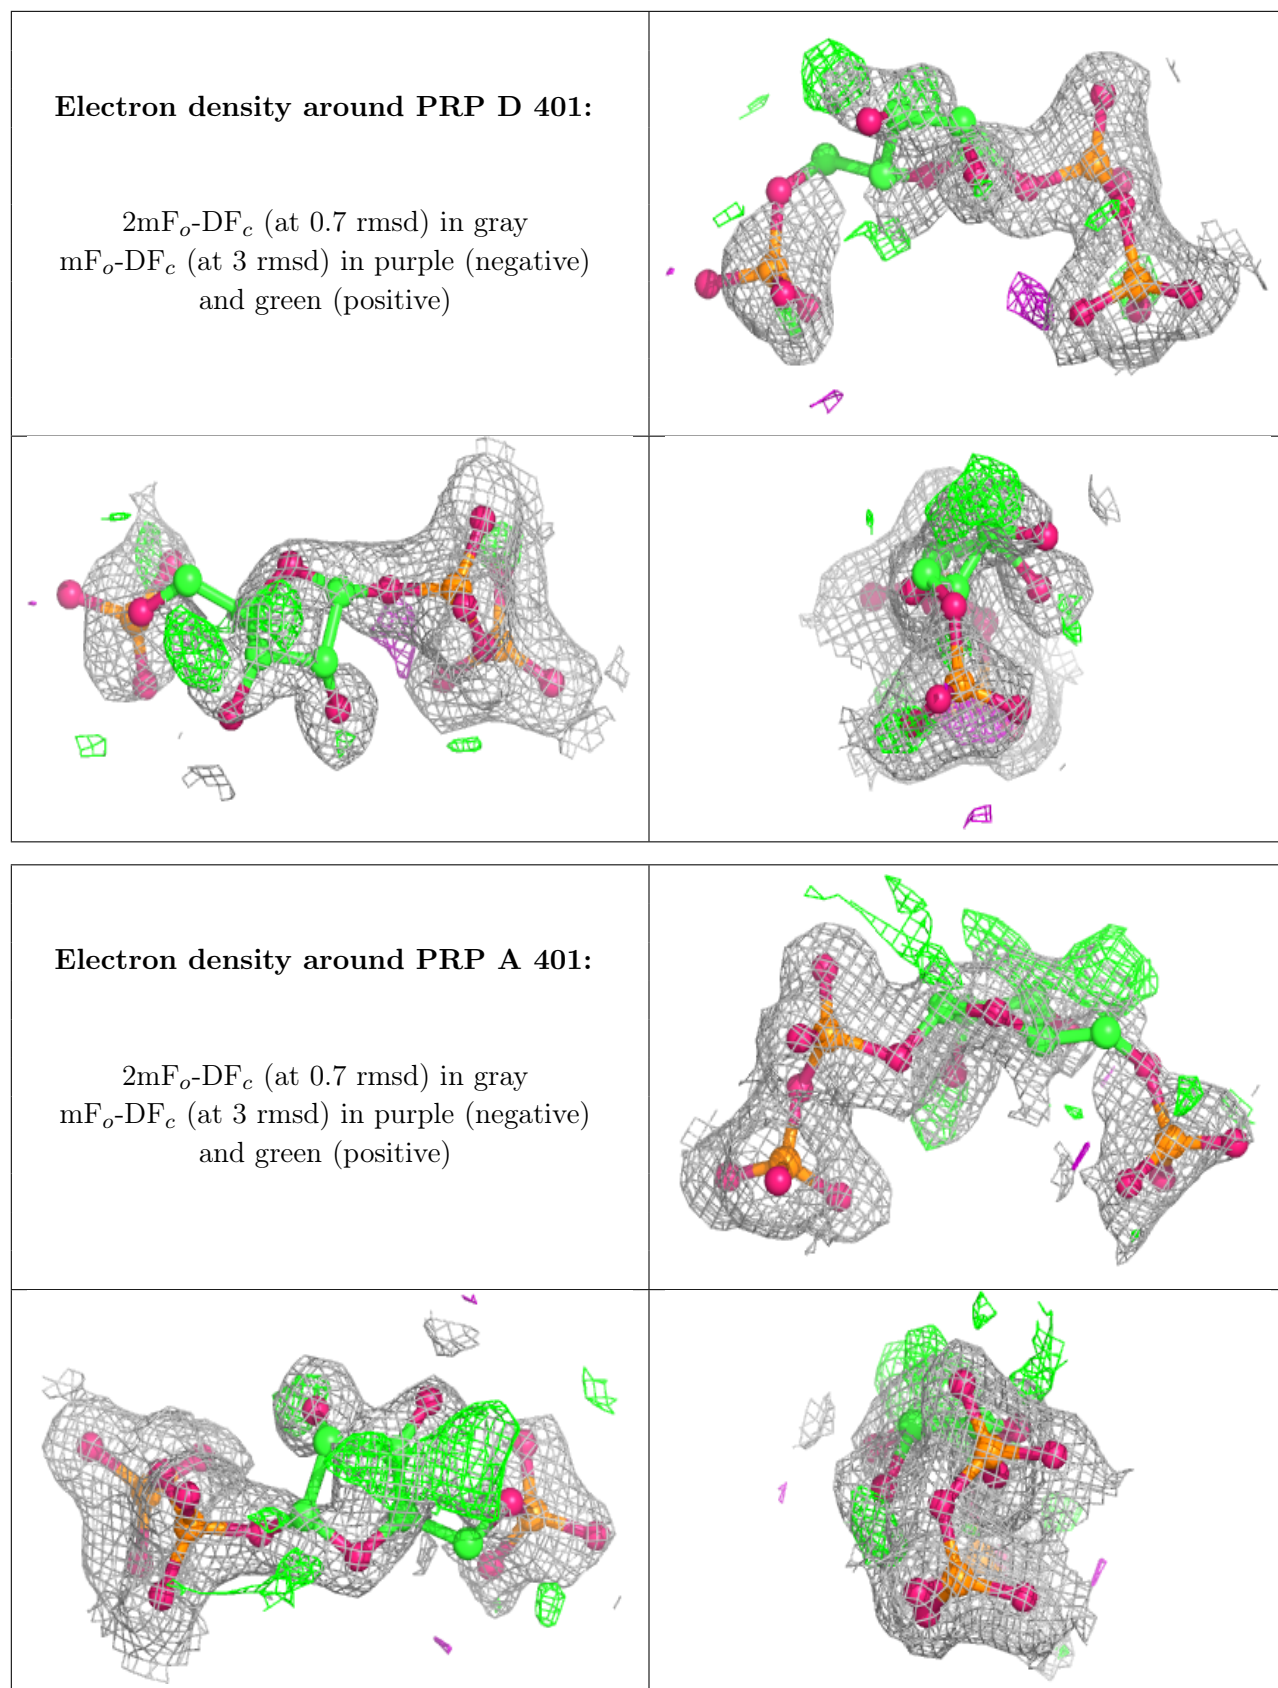 Electron density around PRP D 401:
2mFo-DFc (at 0.7 rmsd) in gray
mFo-DFc (at 3 rmsd) in purple (negative)
and green (positive)
Electron density around PRP A 401:
2mFo-DFc (at 0.7 rmsd) in gray
mFo-DFc (at 3 rmsd) in purple (negative)
and green (positive)